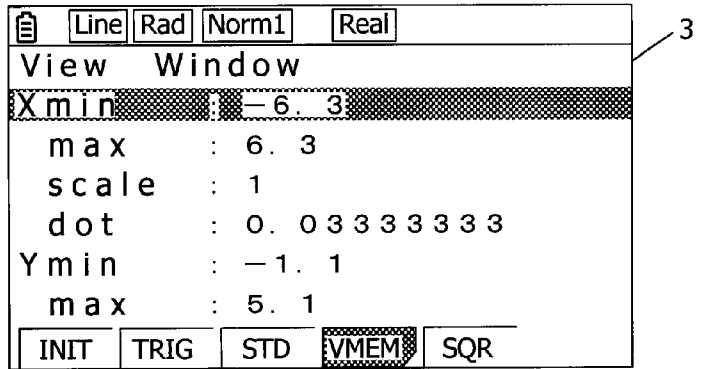 Line Rad Norm1 Real
3
View Window
Xmin : -6.3
max : 6.3
scale : 1
dot : 0.03333333
Ymin : -1.1
max : 5.1
INIT TRIG STD VMEM SQR